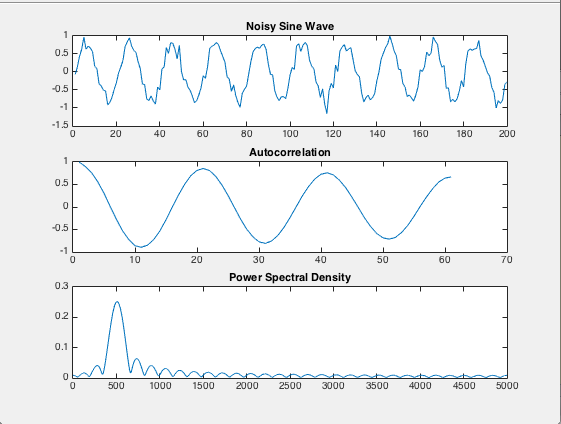 Noisy Sine Wave
1
0.5
0
-0.5
-1
-1.5
0 20 40 60 80 100 120 140 160 180 200
Autocorrelation
1
0.5
0
-0.5
-1
0 10 20 30 40 50 60 70
Power Spectral Density
0.3
0.2
0.1
0
0 500 1000 1500 2000 2500 3000 3500 4000 4500 5000